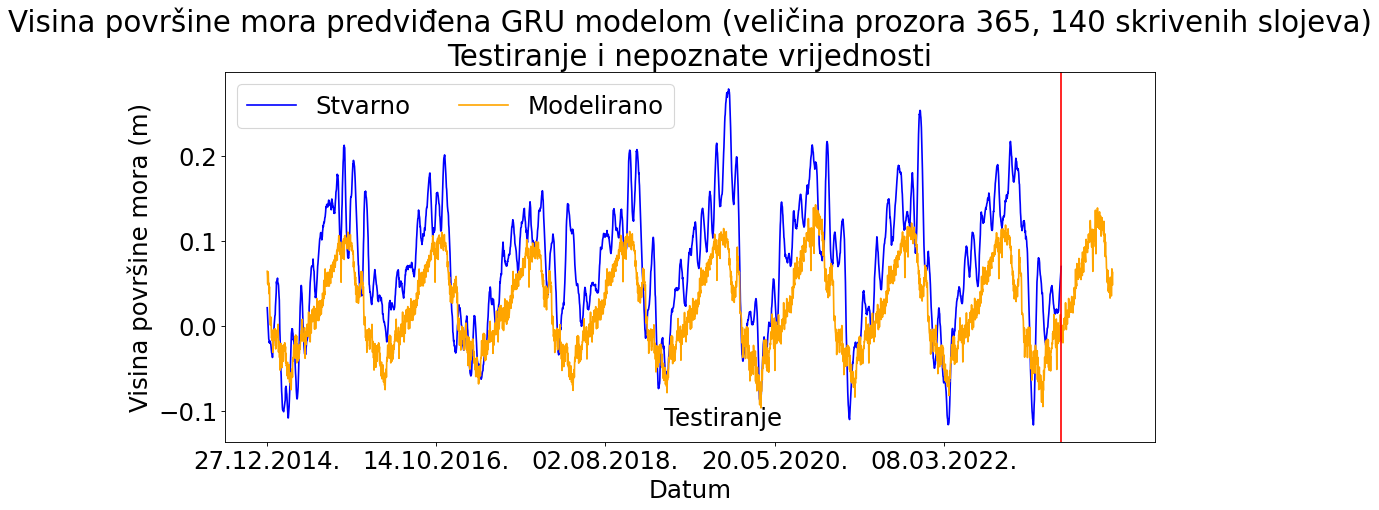 Visina površine mora predviđena GRU modelom (veličina prozora 365, 140 skrivenih slojeva)
Testiranje i nepoznate vrijednosti
Stvarno
Modelirano
Visina površine mora (m)
0.2
0.1
0.0
−0.1
Testiranje
27.12.2014.
14.10.2016.
02.08.2018.
20.05.2020.
08.03.2022.
Datum